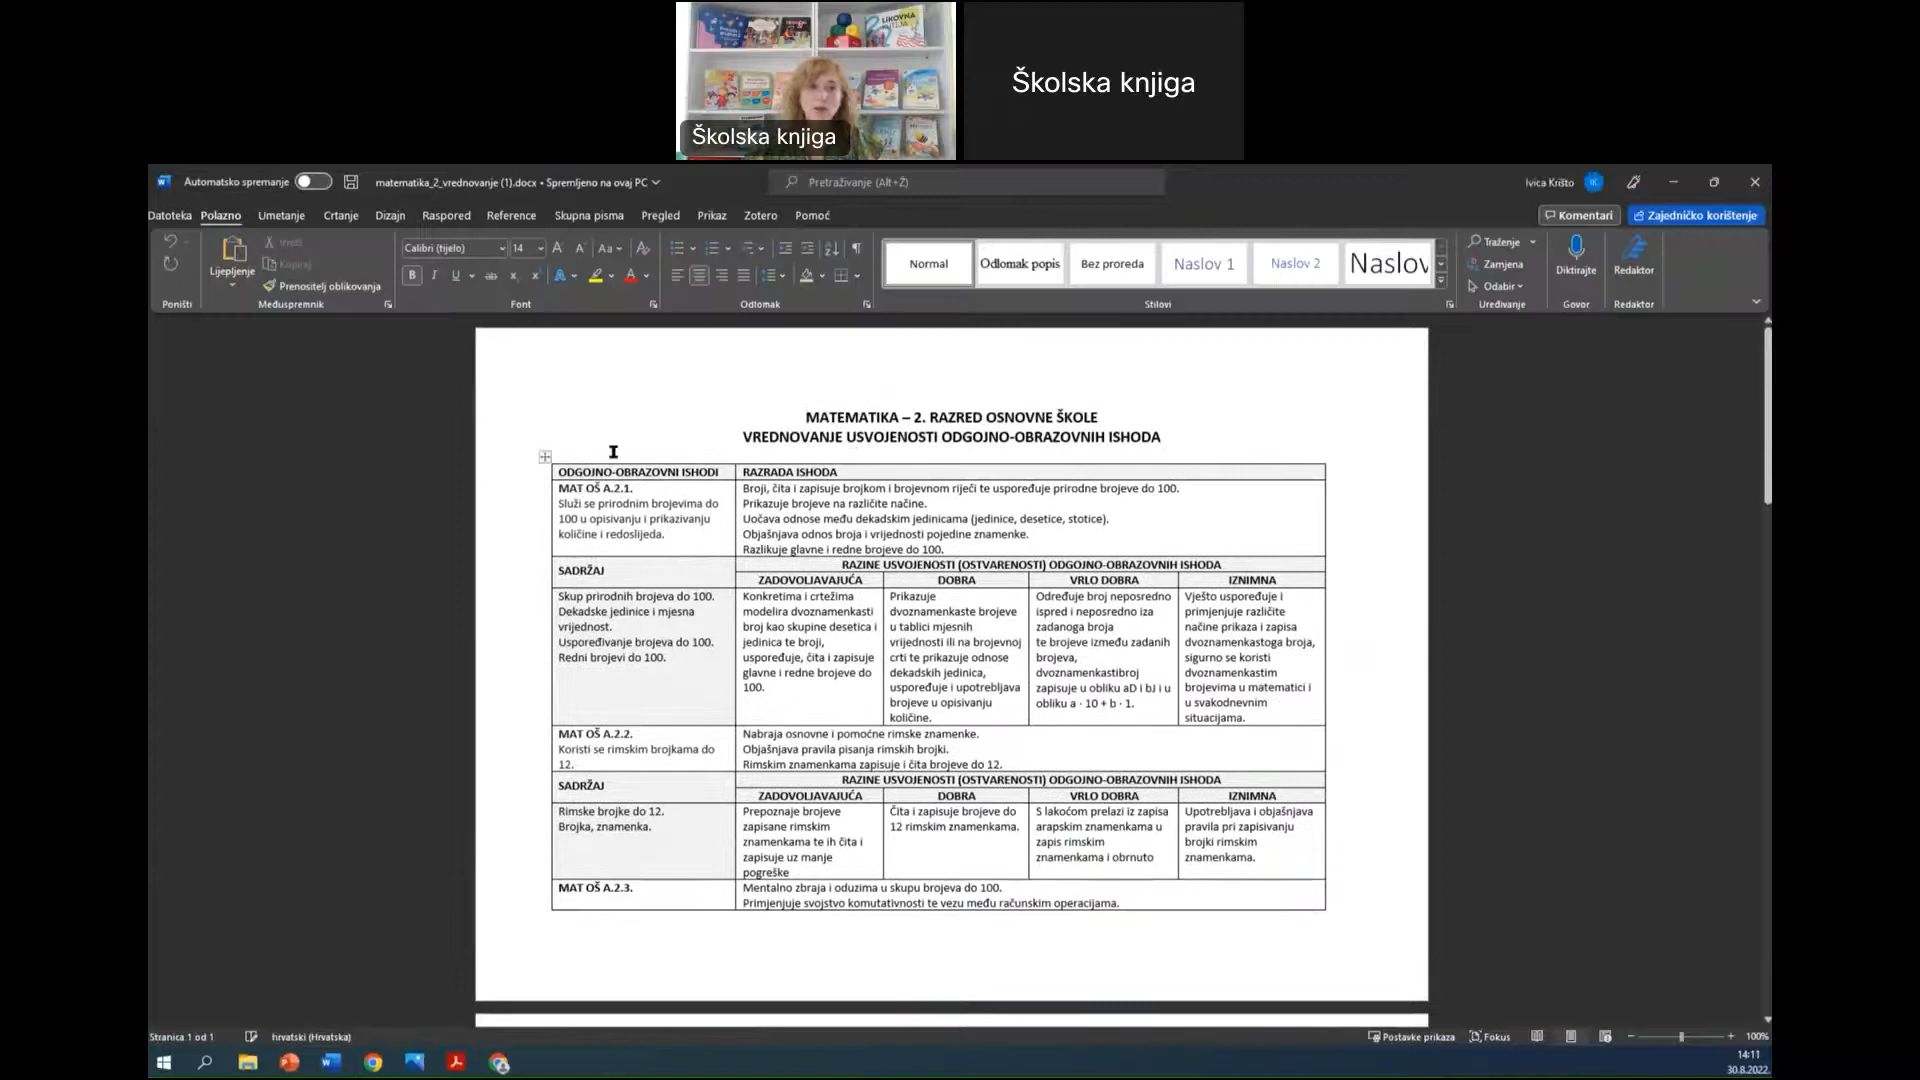 LIKOVNA
Školska knjiga
Školska knjiga
Automatsko spremanje
matematika_2_vrednovanje (1).docx • Spremljeno na ovaj PC
Pretraživanje (Alt+Ž)
Ivica Krišto
Datoteka Polazno Umetanje Crtanje Dizajn Raspored Reference Skupna pisma Pregled Prikaz Zotero Pomoć
Komentari
Zajedničko korištenje
Lijepljenje
Izreži
Kopiraj
Prenositelj oblikovanja
Calibri (tijelo)
14
Normal
Odlomak popis
Bez proreda
Naslov 1
Naslov 2
Naslov
Traženje
Zamjena
Odabir
Diktirajte
Redaktor
Poništi
Međuspremnik
Font
Odlomak
Stilovi
Uređivanje
Govor
Redaktor
MATEMATIKA – 2. RAZRED OSNOVNE ŠKOLE
VREDNOVANJE USVOJENOSTI ODGOJNO-OBRAZOVNIH ISHODA
ODGOJNO-OBRAZOVNI ISHODI
RAZRADA ISHODA
MAT OŠ A.2.1.
Služi se prirodnim brojevima do
100 u opisivanju i prikazivanju
količine i redoslijeda.
Broji, čita i zapisuje brojkom i brojevnom riječi te uspoređuje prirodne brojeve do 100.
Prikazuje brojeve na različite načine.
Uočava odnose među dekadskim jedinicama (jedinice, desetice, stotice).
Objašnjava odnos broja i vrijednosti pojedine znamenke.
Razlikuje glavne i redne brojeve do 100.
SADRŽAJ
RAZINE USVOJENOSTI (OSTVARENOSTI) ODGOJNO-OBRAZOVNIH ISHODA
ZADOVOLJAVAJUĆA
DOBRA
VRLO DOBRA
IZNIMNA
Skup prirodnih brojeva do 100.
Dekadske jedinice i mjesna
vrijednost.
Uspoređivanje brojeva do 100.
Redni brojevi do 100.
Konkretima i crtežima
modelira dvoznamenkasti
broj kao skupine desetica i
jedinica te broji,
uspoređuje, čita i zapisuje
glavne i redne brojeve do
100.
Prikazuje
dvoznamenkaste brojeve
u tablici mjesnih
vrijednosti ili na brojevnoj
crti te prikazuje odnose
dekadskih jedinica,
uspoređuje i upotrebljava
brojeve u opisivanju
količine.
Određuje broj neposredno
ispred i neposredno iza
zadanoga broja
te brojeve između zadanih
brojeva,
dvoznamenkastibroj
zapisuje u obliku aD i bJ i u
obliku a · 10 + b · 1.
Vješto uspoređuje i
primjenjuje različite
načine prikaza i zapisa
dvoznamenkastoga broja,
sigurno se koristi
dvoznamenkastim
brojevima u matematici i
u svakodnevnim
situacijama.
MAT OŠ A.2.2.
Koristi se rimskim brojkama do
12.
Nabraja osnovne i pomoćne rimske znamenke.
Objašnjava pravila pisanja rimskih brojki.
Rimskim znamenkama zapisuje i čita brojeve do 12.
SADRŽAJ
RAZINE USVOJENOSTI (OSTVARENOSTI) ODGOJNO-OBRAZOVNIH ISHODA
ZADOVOLJAVAJUĆA
DOBRA
VRLO DOBRA
IZNIMNA
Rimske brojke do 12.
Brojka, znamenka.
Prepoznaje brojeve
zapisane rimskim
znamenkama te ih čita i
zapisuje uz manje
pogreške
Čita i zapisuje brojeve do
12 rimskim znamenkama.
S lakoćom prelazi iz zapisa
arapskim znamenkama u
zapis rimskim
znamenkama i obrnuto
Upotrebljava i objašnjava
pravila pri zapisivanju
brojki rimskim
znamenkama.
MAT OŠ A.2.3.
Mentalno zbraja i oduzima u skupu brojeva do 100.
Primjenjuje svojstvo komutativnosti te vezu među računskim operacijama.
Stranica 1 od 1
hrvatski (Hrvatska)
Postavke prikaza
Fokus
100%
14:11
30.8.2022.